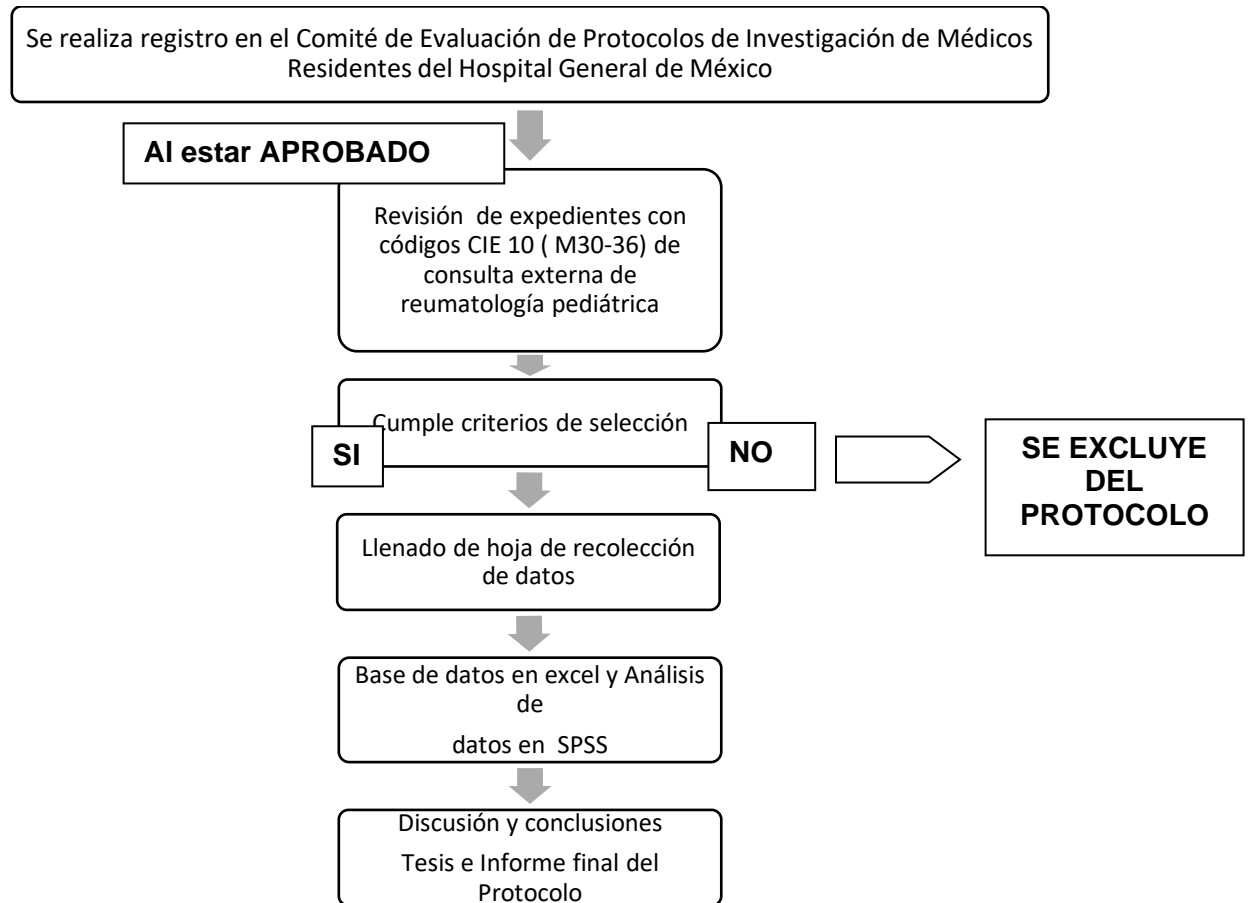 Se realiza registro en el Comité de Evaluación de Protocolos de Investigación de Médicos
Residentes del Hospital General de México
Al estar APROBADO
Revisión de expedientes con
códigos CIE 10 ( M30-36) de
consulta externa de
reumatología pediátrica
Cumple criterios de selección
SI
NO
SE EXCLUYE
DEL
PROTOCOLO
Llenado de hoja de recolección
de datos
Base de datos en excel y Análisis
de
datos en SPSS
Discusión y conclusiones
Tesis e Informe final del
Protocolo